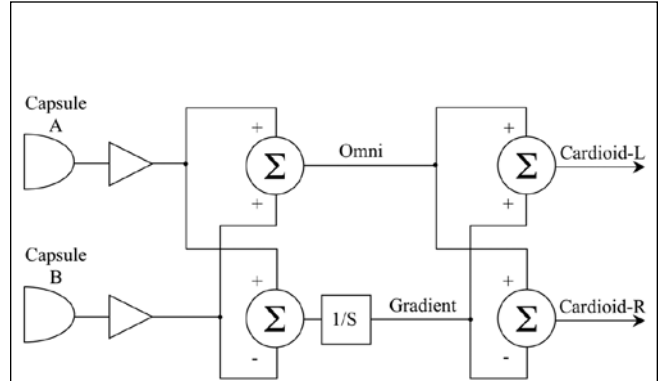 Capsule
A
+
Σ
+
Omni
+
Σ
+
Cardioid-L
Capsule
B
+
Σ
-
1/S
Gradient
+
Σ
-
Cardioid-R